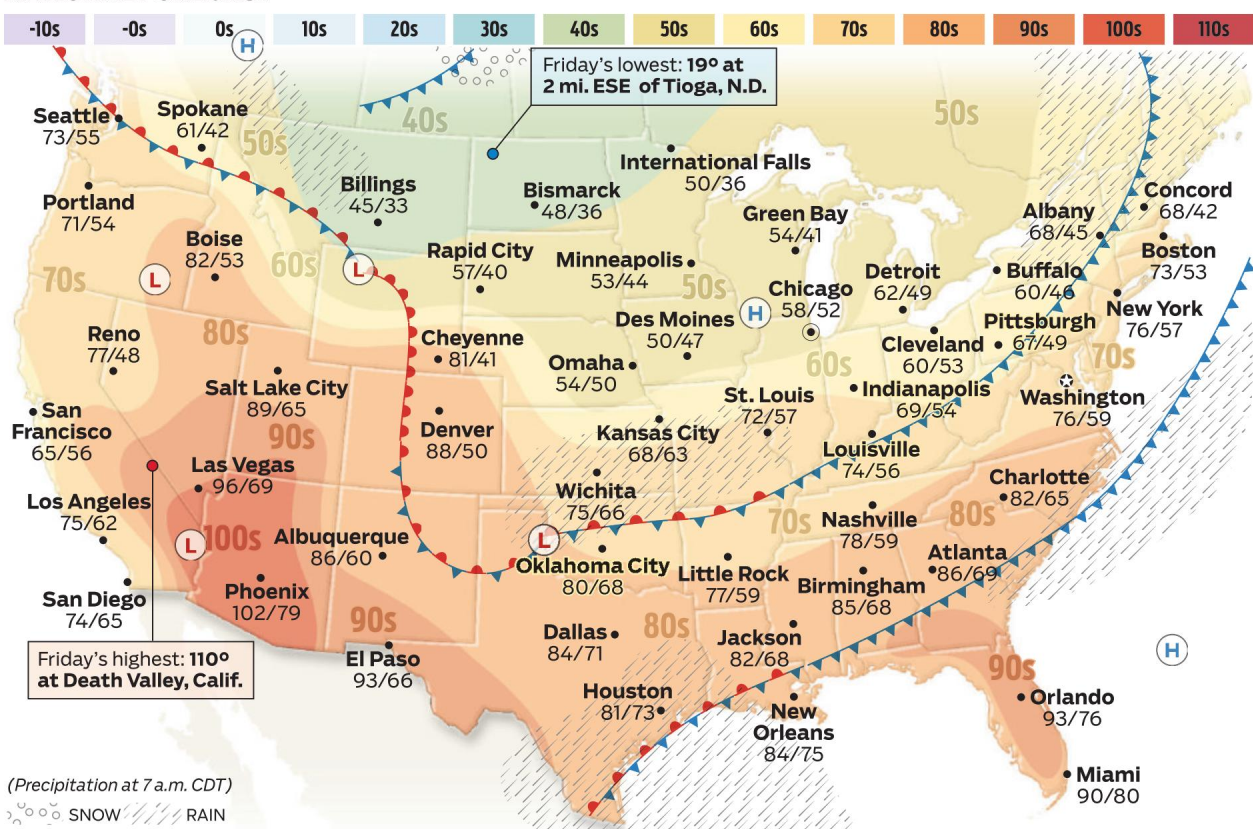 -10s -0s 0s 10s 20s 30s 40s 50s 60s 70s 80s 90s 100s 110s
H
Friday's lowest: 19° at
2 mi. ESE of Tioga, N.D.
Seattle
73/55
Spokane
61/42
50s
40s
50s
International Falls
50/36
Billings
45/33
Bismarck
48/36
Portland
71/54
Green Bay
54/41
Albany
68/45
Concord
68/42
Boise
82/53
60s
L
L
70s
Rapid City
57/40
Minneapolis
53/44
50s
Detroit
62/49
Buffalo
60/46
Boston
73/53
Chicago
58/52
H
New York
76/57
Reno
77/48
80s
Cheyenne
81/41
Des Moines
50/47
Cleveland
60/53
Pittsburgh
67/49
70s
Omaha
54/50
60s
Salt Lake City
89/65
St. Louis
72/57
Indianapolis
69/54
Washington
76/59
San
Francisco
65/56
90s
Denver
88/50
Kansas City
68/63
Louisville
74/56
Las Vegas
96/69
Wichita
75/66
Charlotte
82/65
Los Angeles
75/62
L
100s
Albuquerque
86/60
L
70s
Nashville
78/59
80s
Oklahoma City
80/68
Little Rock
77/59
Birmingham
85/68
Atlanta
86/69
Phoenix
102/79
San Diego
74/65
90s
Dallas
84/71
80s
Jackson
82/68
H
Friday's highest: 110°
at Death Valley, Calif.
El Paso
93/66
90s
Houston
81/73
New
Orleans
84/75
Orlando
93/76
Miami
90/80
(Precipitation at 7 a.m. CDT)
SNOW RAIN